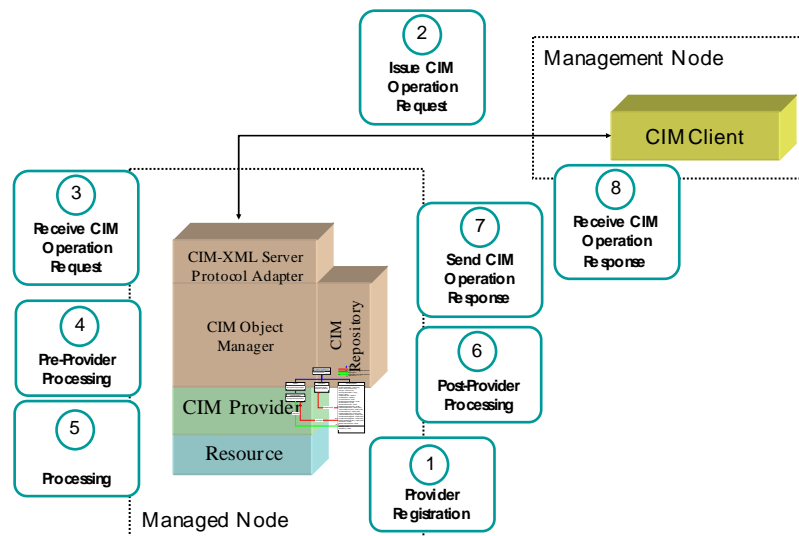 2
Issue CIM
Operation
Request
Management Node
CIM Client
3
Receive CIM
Operation
Request
8
Receive CIM
Operation
Response
7
Send CIM
Operation
Response
CIM-XML Server
Protocol Adapter
CIM Object
Manager
CIM
Repository
4
Pre-Provider
Processing
6
Post-Provider
Processing
CIM Provider
5
Processing
Resource
1
Provider
Registration
Managed Node